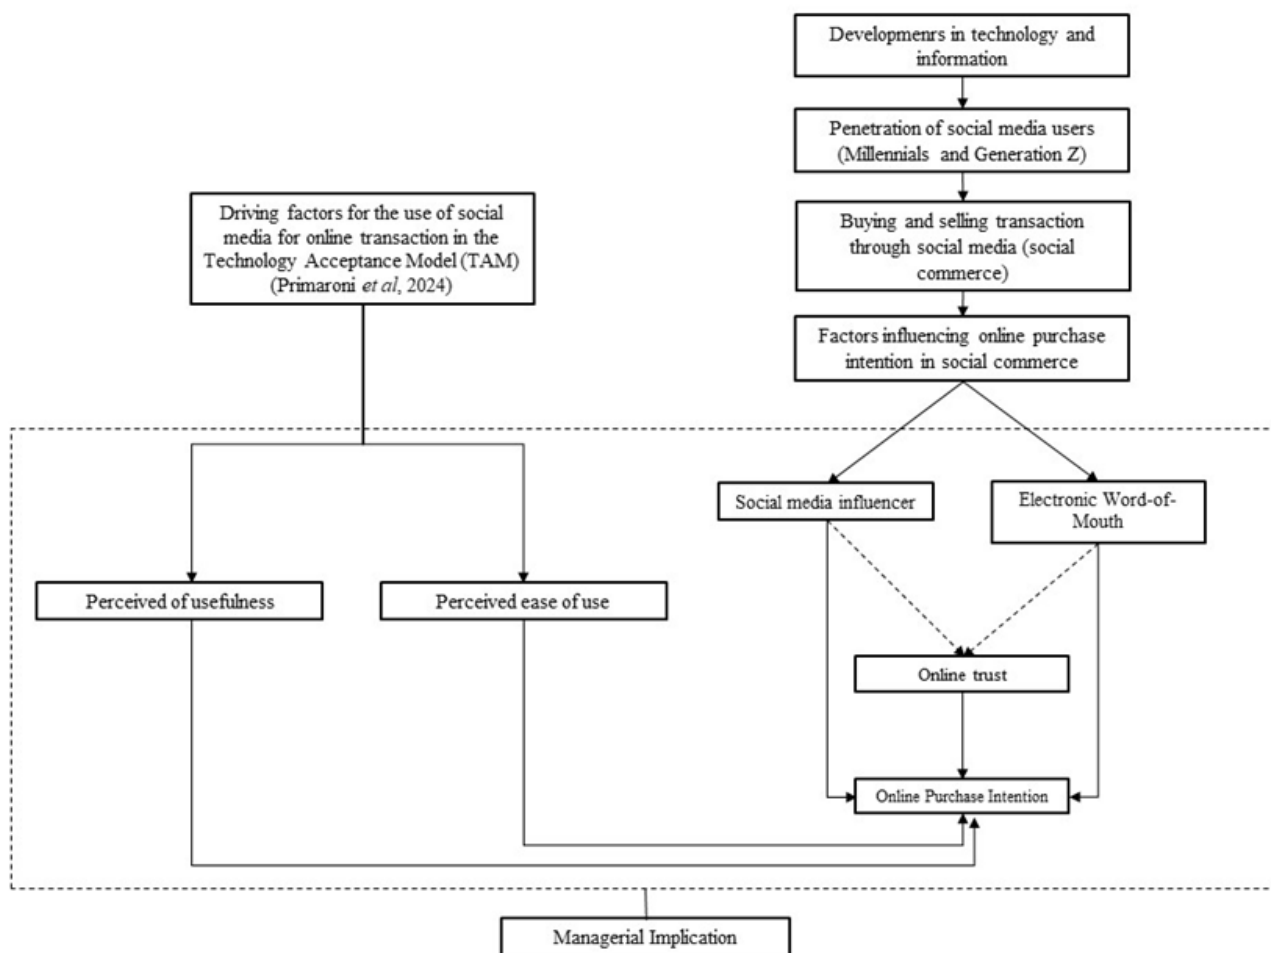 Developmenrs in technology and
information
Penetration of social media users
(Millennials and Generation Z)
Driving factors for the use of social
media for online transaction in the
Technology Acceptance Model (TAM)
(Primaroni et al, 2024)
Buying and selling transaction
through social media (social
commerce)
Factors influencing online purchase
intention in social commerce
Social media influencer
Electronic Word-of-
Mouth
Perceived of usefulness
Perceived ease of use
Online trust
Online Purchase Intention
Managerial Implication